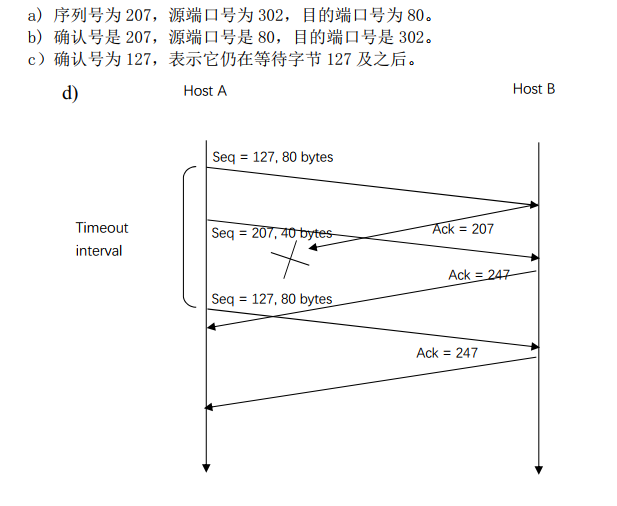 a) 序列号为 207，源端口号为 302，目的端口号为 80。
b) 确认号是 207，源端口号是 80，目的端口号是 302。
c）确认号为 127，表示它仍在等待字节 127 及之后。
d)
Host A
Host B
Seq = 127, 80 bytes
Timeout
interval
Seq = 207, 40 bytes
Ack = 207
Ack = 247
Seq = 127, 80 bytes
Ack = 247